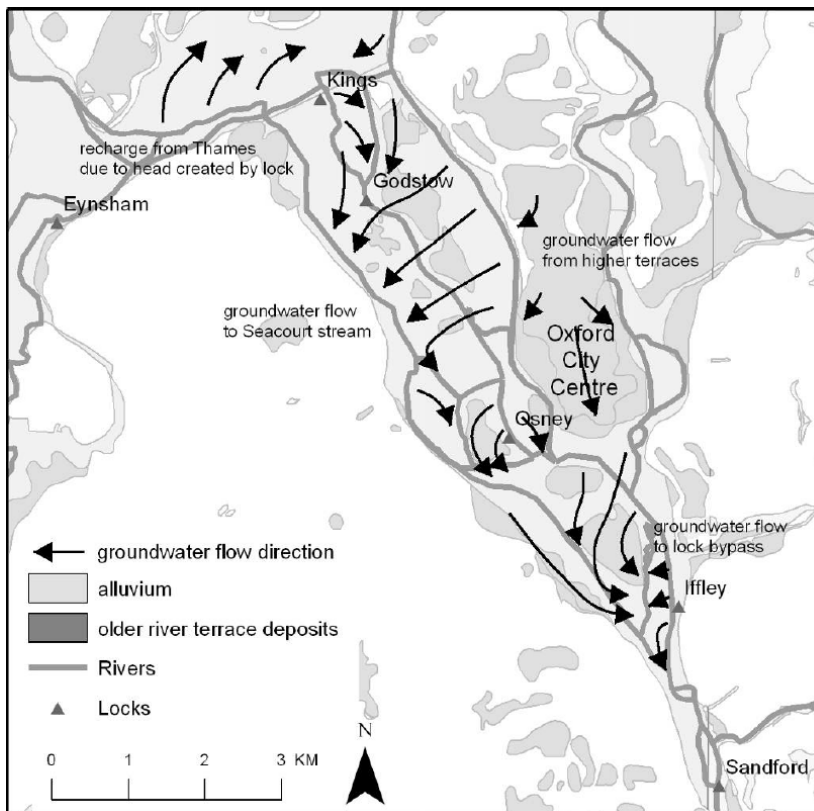 Kings
recharge from Thames
due to head created by lock
Godstow
Eynsham
groundwater flow
from higher terraces
groundwater flow
to Seacourt stream
Oxford
City
Centre
Osney
groundwater flow
to lock bypass
Iffley
groundwater flow direction
alluvium
older river terrace deposits
Rivers
Locks
N
0 1 2 3 KM
Sandford